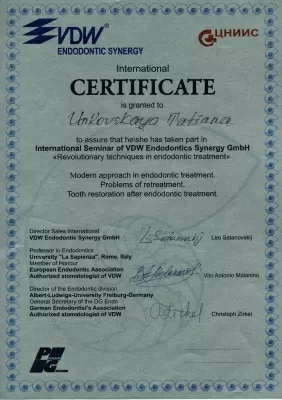 VDW®
ENDODONTIC SYNERGY
ЦНИИС
International
CERTIFICATE
is granted to
Unkovskaya Tatiana
to assure that he\she has taken part in
International Seminar of VDW Endodontics Synergy GmbH
«Revolutionary techniques in endodontic treatment»
Modern approach in endodontic treatment.
Problems of retreatment.
Tooth restoration after endodontic treatment.
Director Sales International
VDW Endodontic Synergy GmbH
Leo Satanovskij
Professor in Endodontics
University "La Sapienza", Rome, Italy
Member of Honour
European Endodontic Association
Authorized stomatologist of VDW
Vito Antonio Malanino
Director of the Endodontic division
Albert-Ludwigs-University Freiburg-Germany
General Secretary of the DG Endo
German Endodontist's Association
Authorized stomatologist of VDW
Christoph Zirkel